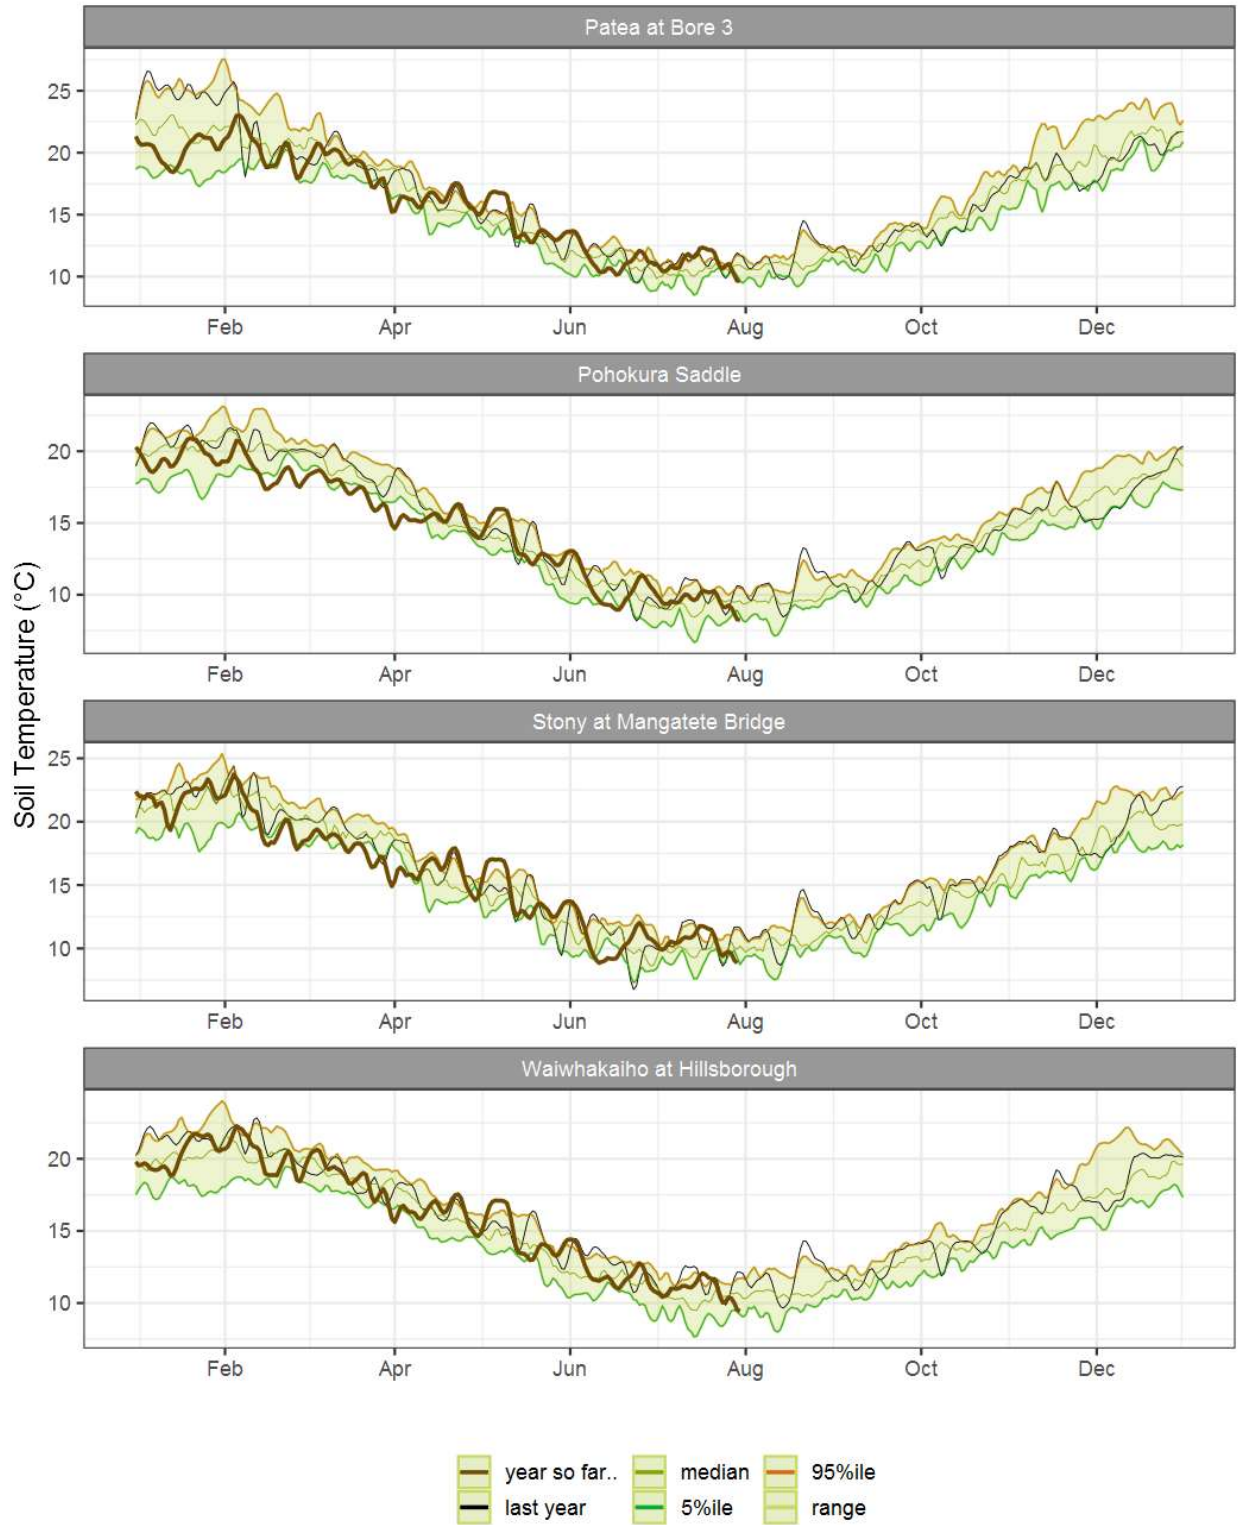 Patea at Bore 3
25
20
15
10
Feb Apr Jun Aug Oct Dec
Pohokura Saddle
20
15
10
Feb Apr Jun Aug Oct Dec
Stony at Mangatete Bridge
25
20
15
10
Feb Apr Jun Aug Oct Dec
Waiwhakaiho at Hillsborough
20
15
10
Feb Apr Jun Aug Oct Dec
Soil Temperature (°C)
year so far.. median 95%ile
last year 5%ile range